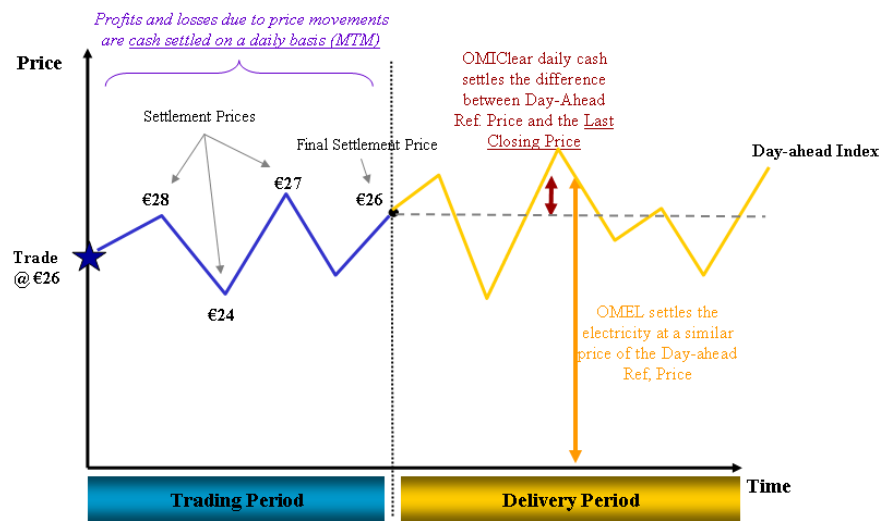 Profits and losses due to price movements
are cash settled on a daily basis (MTM)
Price
OMIClear daily cash
settles the difference
between Day-Ahead
Ref. Price and the Last
Closing Price
Settlement Prices
Final Settlement Price
Day-ahead Index
€28
€27
€26
Trade
@ €26
€24
OMEL settles the
electricity at a similar
price of the Day-ahead
Ref, Price
Trading Period
Delivery Period
Time